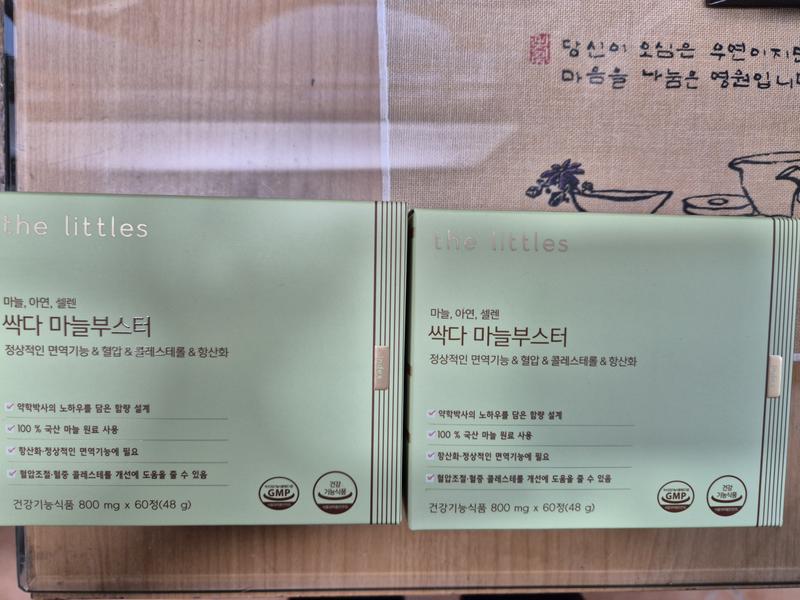 당신이 오심은 우연이지만
마음을 나눔은 영원입니다
the littles
마늘, 아연, 셀렌
싹다 마늘부스터
정상적인 면역기능 & 혈압 & 콜레스테롤 & 항산화
index
약학박사의 노하우를 담은 함량 설계
100 % 국산 마늘 원료 사용
항산화·정상적인 면역기능에 필요
혈압조절·혈중 콜레스테롤 개선에 도움을 줄 수 있음
GMP
건강
기능식품
건강기능식품 800 mg x 60정(48 g)
the littles
마늘, 아연, 셀렌
싹다 마늘부스터
정상적인 면역기능 & 혈압 & 콜레스테롤 & 항산화
약학박사의 노하우를 담은 함량 설계
100 % 국산 마늘 원료 사용
항산화·정상적인 면역기능에 필요
혈압조절·혈중 콜레스테롤 개선에 도움을 줄 수 있음
GMP
건강
기능식품
건강기능식품 800 mg x 60정(48 g)